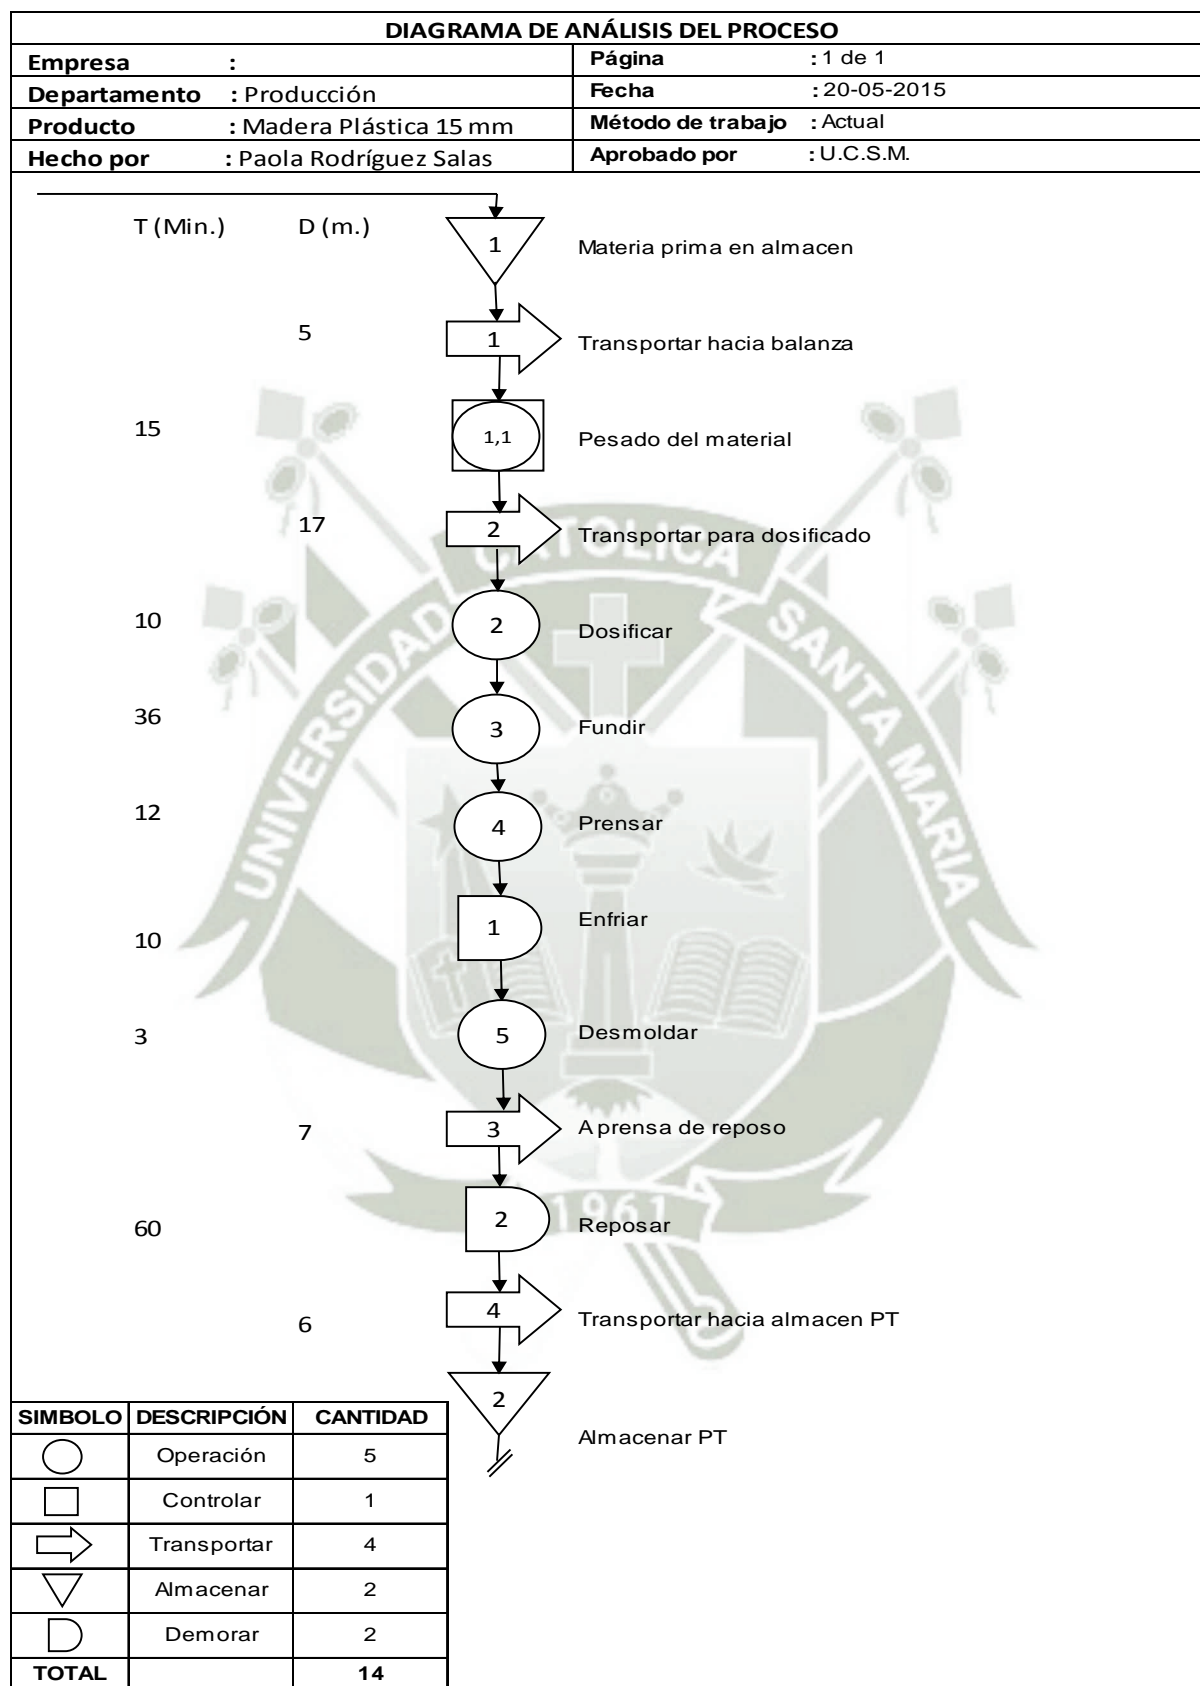 DIAGRAMA DE ANÁLISIS DEL PROCESO
Empresa : Página : 1 de 1
Departamento : Producción Fecha : 20-05-2015
Producto : Madera Plástica 15 mm Método de trabajo : Actual
Hecho por : Paola Rodríguez Salas Aprobado por : U.C.S.M.
T (Min.) D (m.)
1 Materia prima en almacen
5 1 Transportar hacia balanza
15 1,1 Pesado del material
17 2 Transportar para dosificado
10 2 Dosificar
36 3 Fundir
12 4 Prensar
10 1 Enfriar
3 5 Desmoldar
7 3 A prensa de reposo
60 2 Reposar
6 4 Transportar hacia almacen PT
2 Almacenar PT
SIMBOLO DESCRIPCIÓN CANTIDAD
Operación 5
Controlar 1
Transportar 4
Almacenar 2
Demorar 2
TOTAL 14
UNIVERSIDAD CATOLICA SANTA MARIA
1961